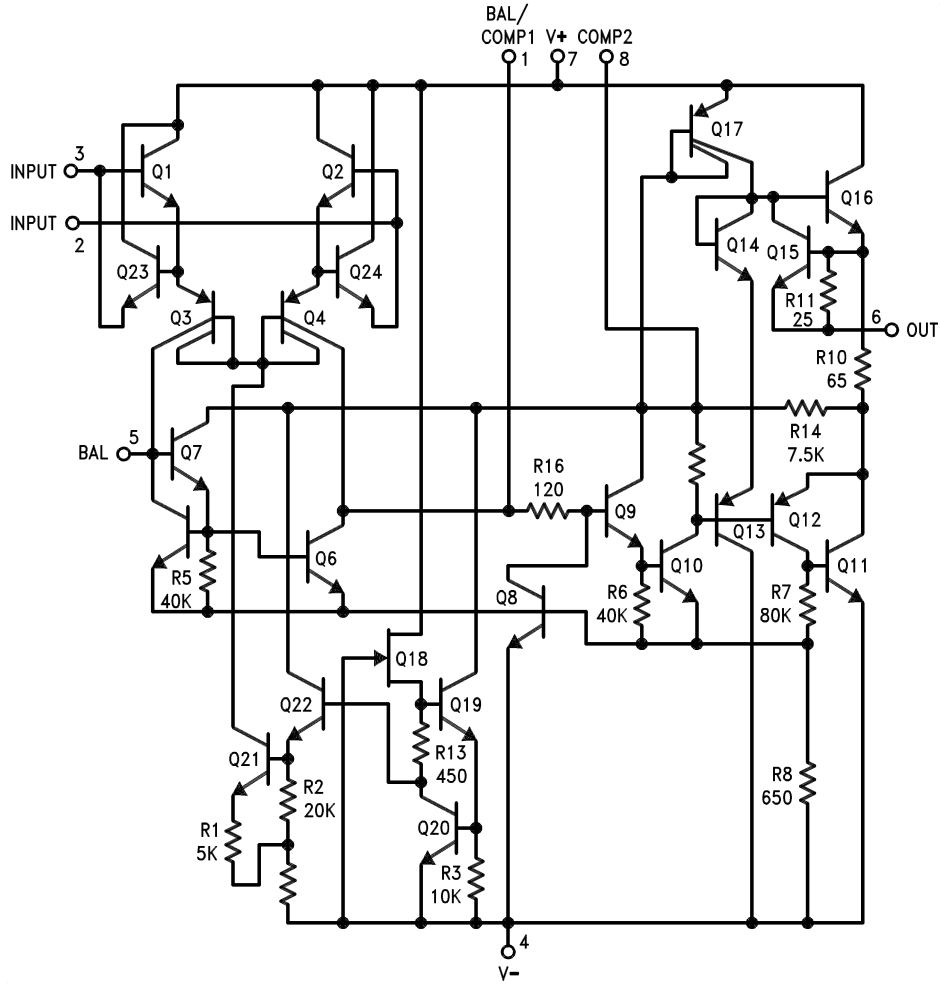 BAL/
COMP1 V+ COMP2
1 7 8
3
INPUT
INPUT
2
Q1
Q2
Q17
Q16
Q14
Q15
Q23
Q24
Q3
Q4
R11
25
6
OUT
R10
65
R14
7.5K
5
BAL
Q7
R16
120
Q9
Q13
Q12
Q6
Q10
Q11
R5
40K
Q8
R6
40K
R7
80K
Q18
Q22
Q19
Q21
R13
450
R2
20K
R8
650
R1
5K
Q20
R3
10K
4
V-